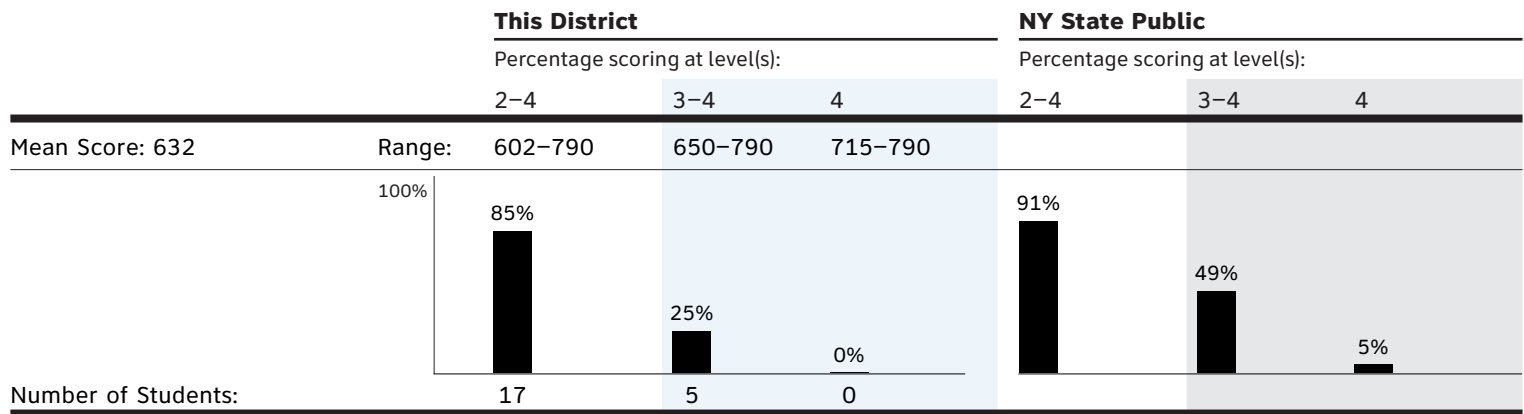 This District NY State Public
Percentage scoring at level(s): Percentage scoring at level(s):
2–4 3–4 4 2–4 3–4 4
Mean Score: 632 Range: 602–790 650–790 715–790
100%
85% 25% 0% 91% 49% 5%
Number of Students: 17 5 0